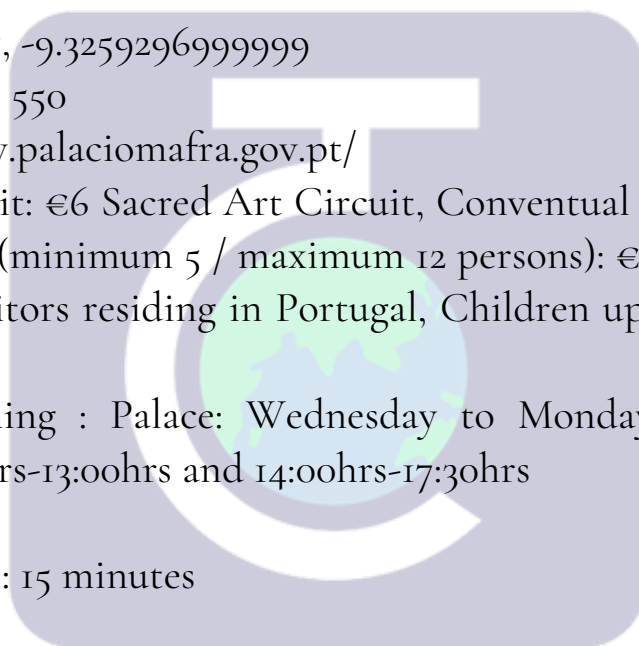 , -9.3259296999999
550
.palaciomafra.gov.pt/
it: €6 Sacred Art Circuit, Conventual
(minimum 5 / maximum 12 persons): €
itors residing in Portugal, Children up
ing : Palace: Wednesday to Monday
rs-13:00hrs and 14:00hrs-17:30hrs
: 15 minutes